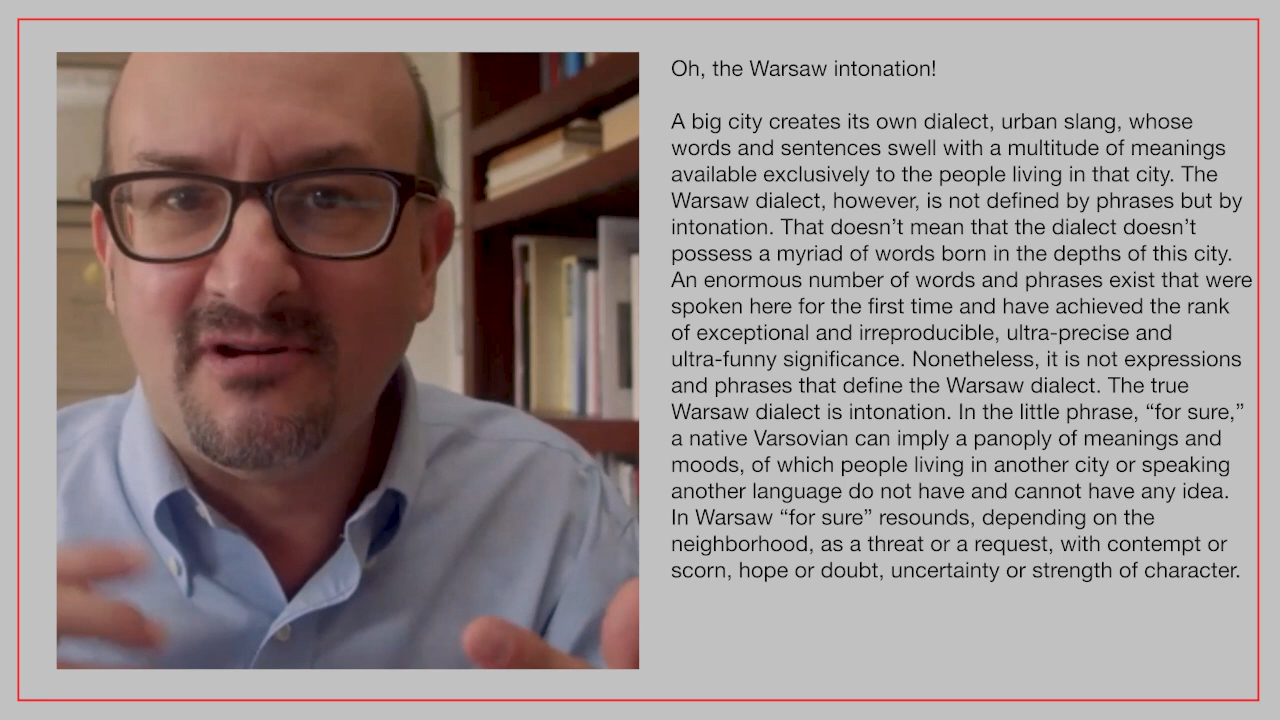 Oh, the Warsaw intonation!
A big city creates its own dialect, urban slang, whose
words and sentences swell with a multitude of meanings
available exclusively to the people living in that city. The
Warsaw dialect, however, is not defined by phrases but by
intonation. That doesn’t mean that the dialect doesn’t
possess a myriad of words born in the depths of this city.
An enormous number of words and phrases exist that were
spoken here for the first time and have achieved the rank
of exceptional and irreproducible, ultra-precise and
ultra-funny significance. Nonetheless, it is not expressions
and phrases that define the Warsaw dialect. The true
Warsaw dialect is intonation. In the little phrase, “for sure,”
a native Varsovian can imply a panoply of meanings and
moods, of which people living in another city or speaking
another language do not have and cannot have any idea.
In Warsaw “for sure” resounds, depending on the
neighborhood, as a threat or a request, with contempt or
scorn, hope or doubt, uncertainty or strength of character.